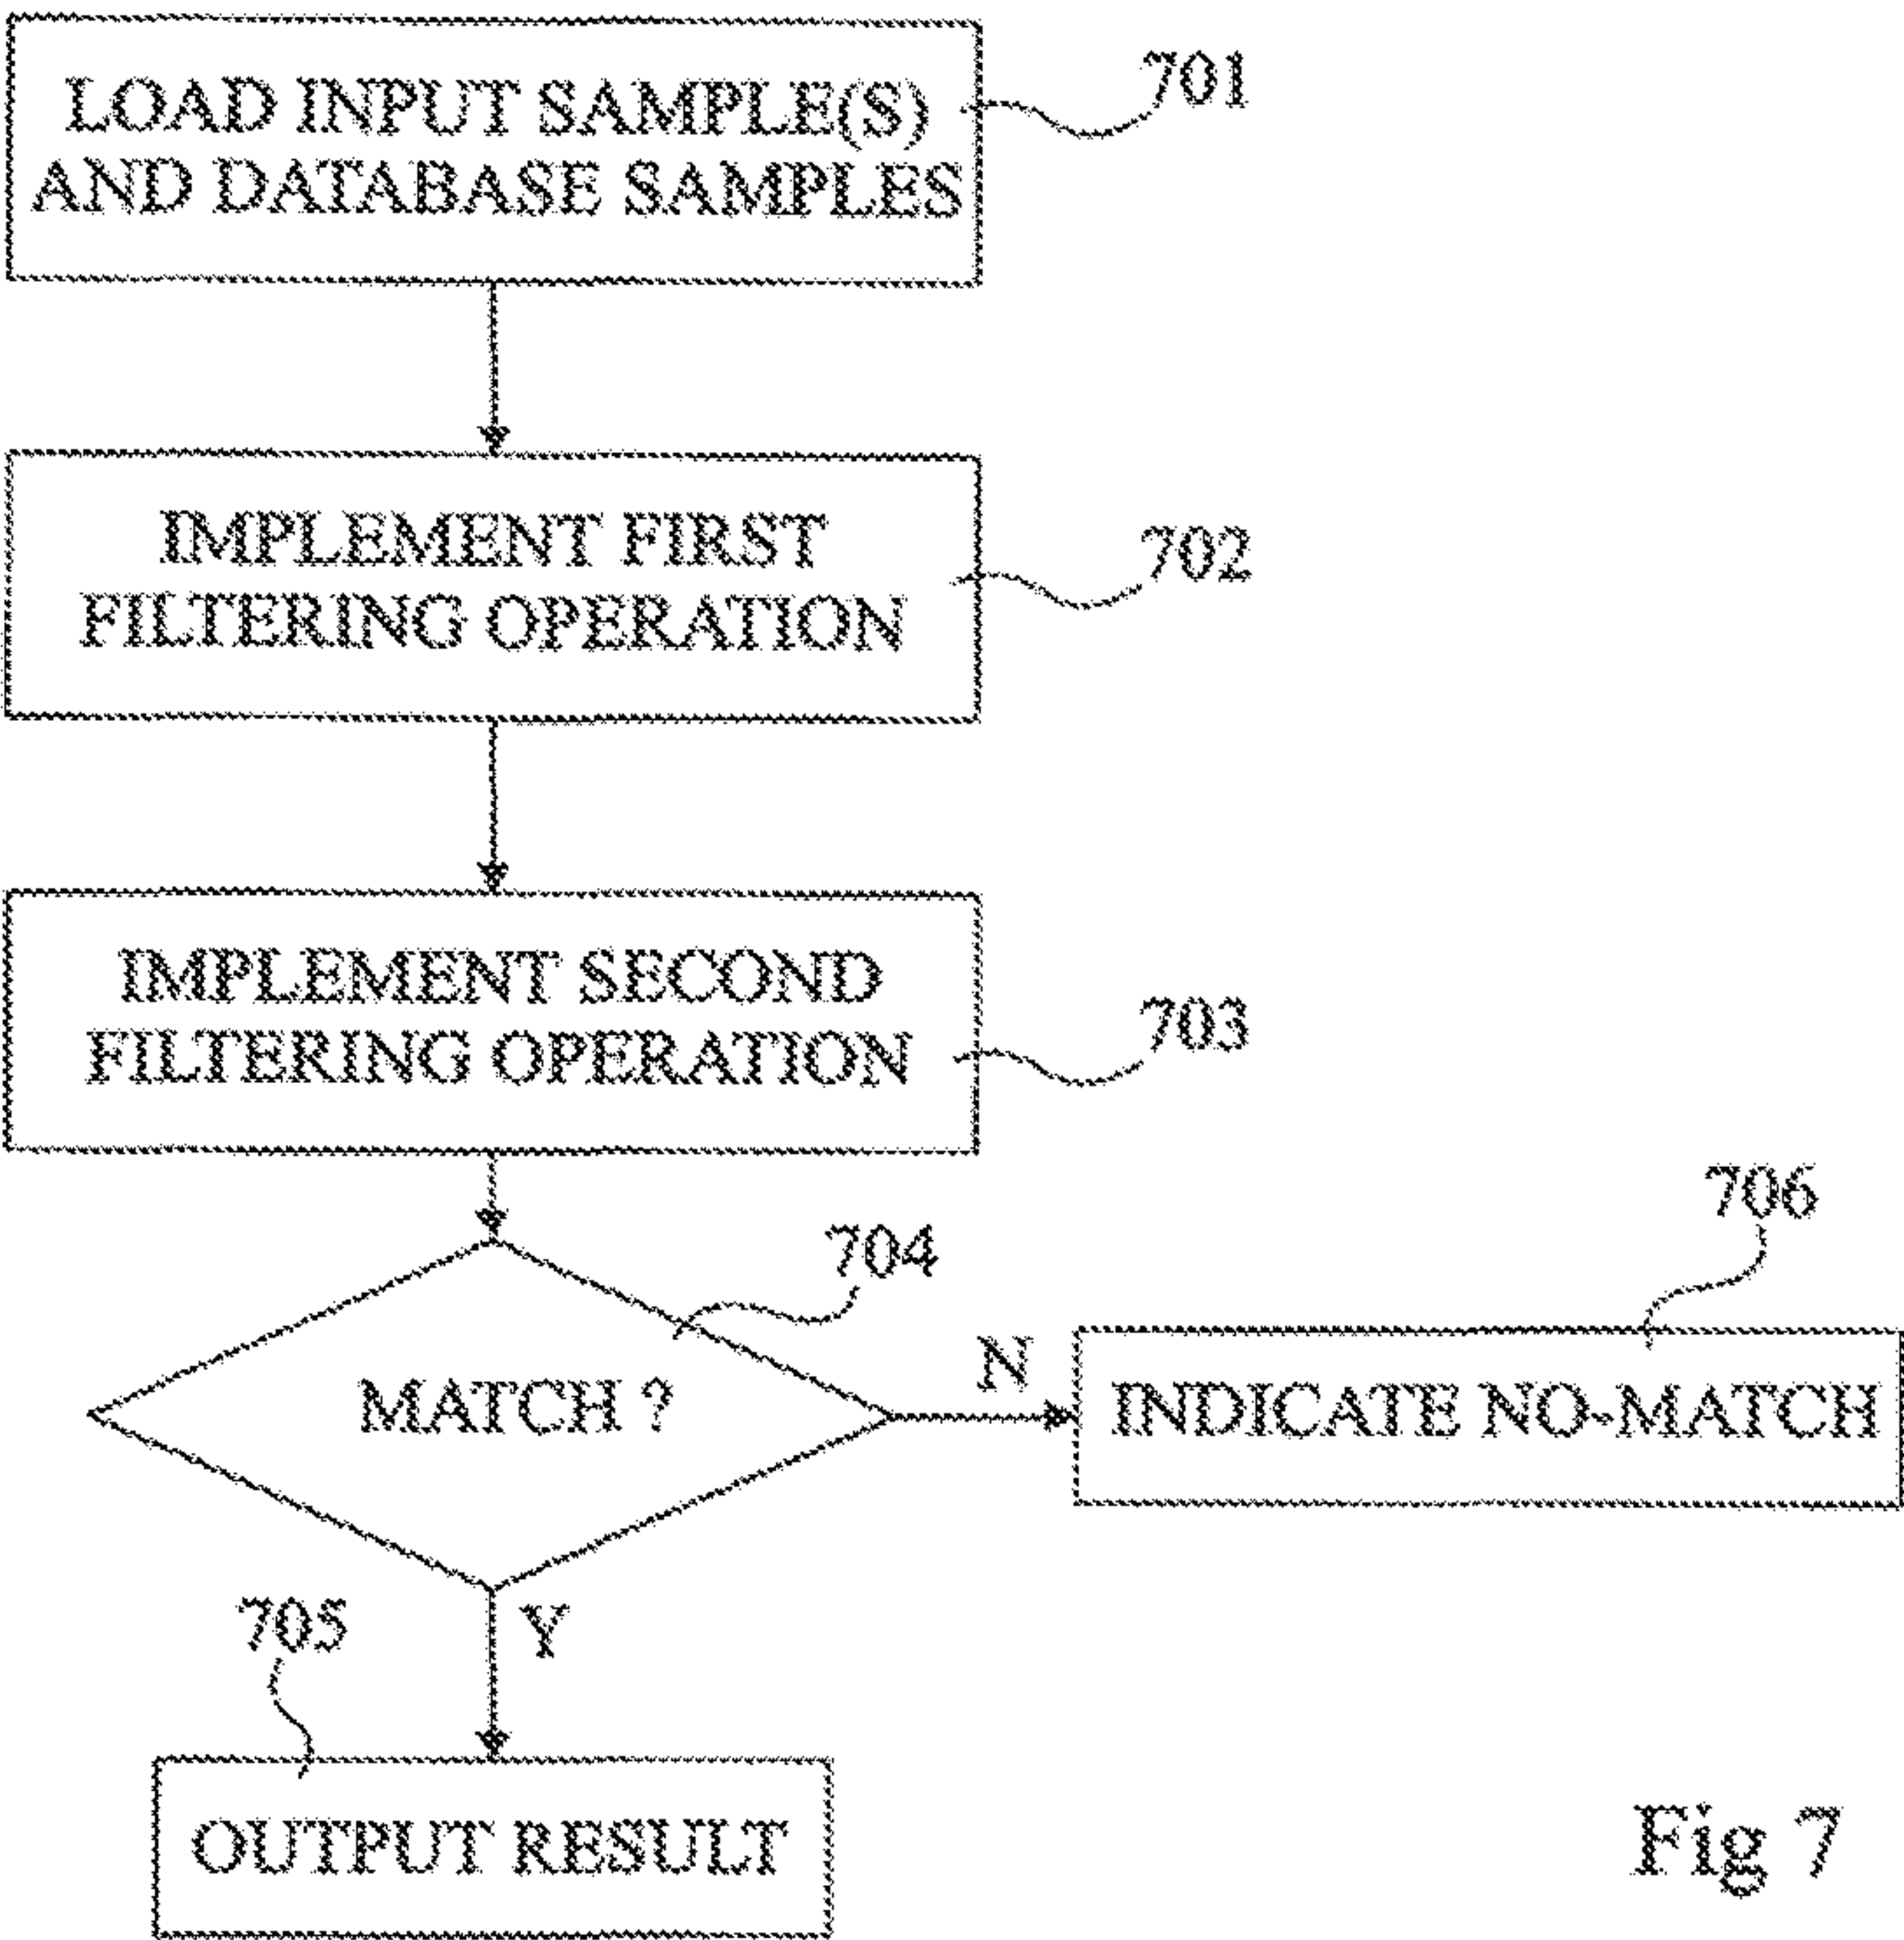 LOAD INPUT SAMPLE(S)
AND DATABASE SAMPLES
701
IMPLEMENT FIRST
FILTERING OPERATION
702
IMPLEMENT SECOND
FILTERING OPERATION
703
704
MATCH ?
N
706
INDICATE NO-MATCH
Y
705
OUTPUT RESULT
Fig 7